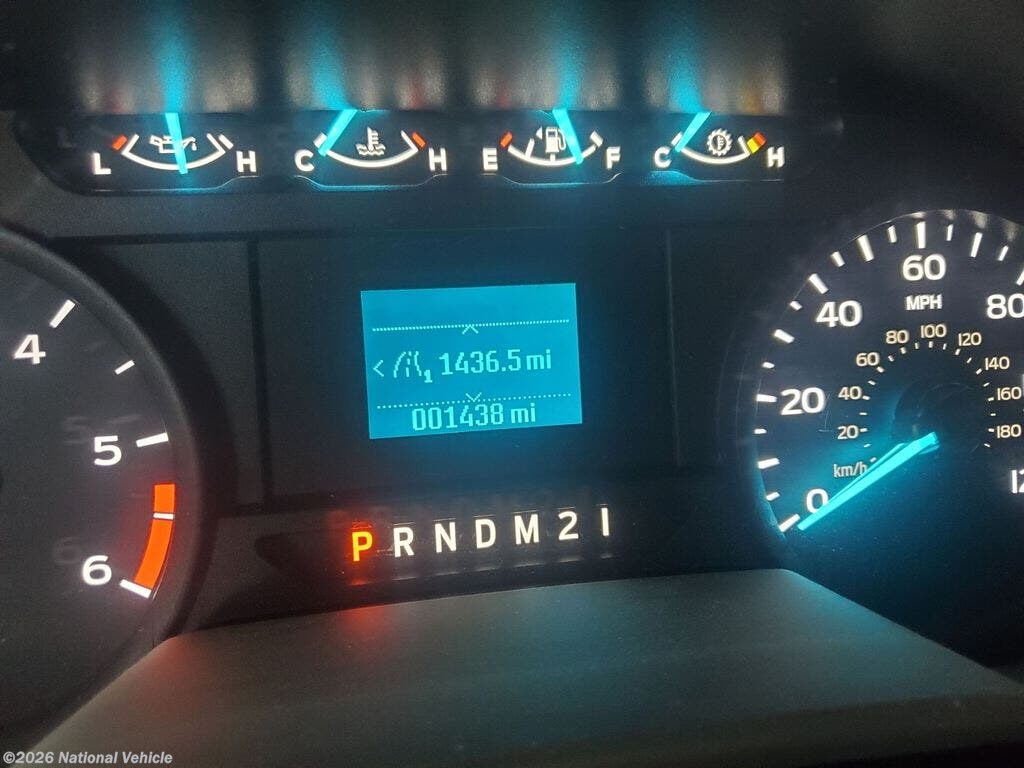 L H C H E F C H
4
5
6
< 1 1436.5 mi
001438 mi
P R N D M 2 1
0 20 40 60 80
MPH
20 40 60 80 100 120 140 160 180
km/h
©2026 National Vehicle